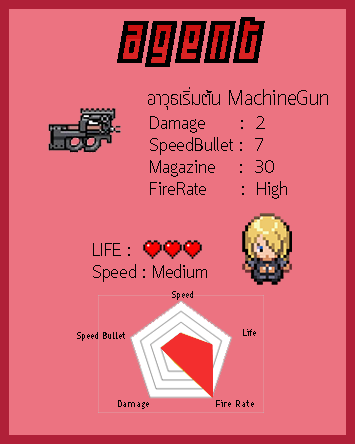 agent
อาวุธเริ่มต้น MachineGun
Damage : 2
SpeedBullet : 7
Magazine : 30
FireRate : High
LIFE :
Speed : Medium
Speed
Life
Speed Bullet
Damage
Fire Rate